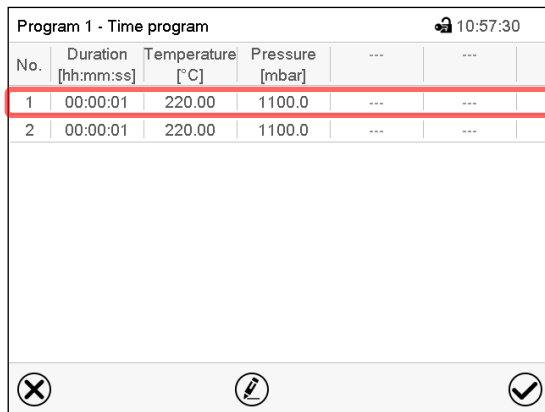 Program 1 - Time program 10:57:30
No. Duration [hh:mm:ss] Temperature [°C] Pressure [mbar] --- ---
1 00:00:01 220.00 1100.0 --- ---
2 00:00:01 220.00 1100.0 --- ---